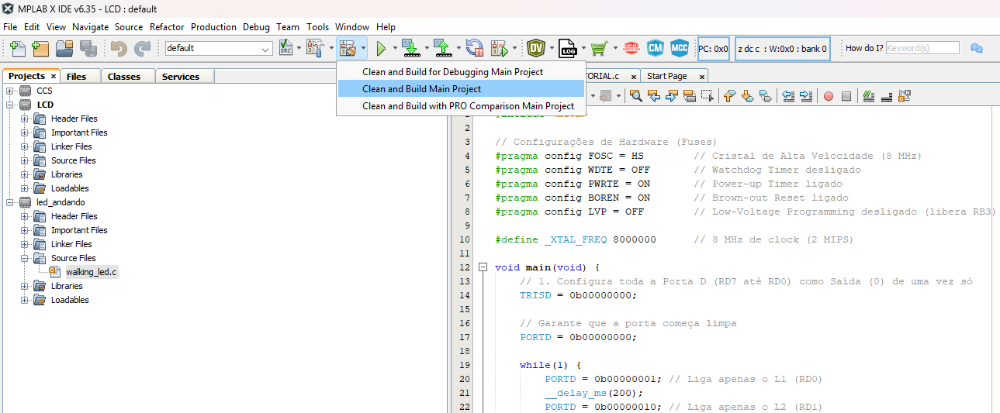 MPLAB X IDE v6.35 - LCD : default
File Edit View Navigate Source Refactor Production Debug Team Tools Window Help
default
SRC
DV
LOG
CM
MCC
PC: 0x0
z dc c : W:0x0 : bank 0
How do I?
Keyword(s)
Projects × Files Classes Services
TORIAL.c × Start Page ×
Clean and Build for Debugging Main Project
Clean and Build Main Project
Clean and Build with PRO Comparison Main Project
CCS
LCD
Header Files
Important Files
Linker Files
Source Files
Libraries
Loadables
led_andando
Header Files
Important Files
Linker Files
Source Files
walking_led.c
Libraries
Loadables
2
3 // Configurações de Hardware (Fuses)
4 #pragma config FOSC = HS // Cristal de Alta Velocidade (8 MHz)
5 #pragma config WDTE = OFF // Watchdog Timer desligado
6 #pragma config PWRTE = ON // Power-up Timer ligado
7 #pragma config BOREN = ON // Brown-out Reset ligado
8 #pragma config LVP = OFF // Low-Voltage Programming desligado (libera RB3)
9
10 #define _XTAL_FREQ 8000000 // 8 MHz de clock (2 MIPS)
11
12 void main(void) {
13 // 1. Configura toda a Porta D (RD7 até RD0) como Saída (0) de uma vez só
14 TRISD = 0b00000000;
15
16 // Garante que a porta começa limpa
17 PORTD = 0b00000000;
18
19 while(1) {
20 PORTD = 0b00000001; // Liga apenas o L1 (RD0)
21 __delay_ms(200);
22 PORTD = 0b00000010; // Liga apenas o L2 (RD1)